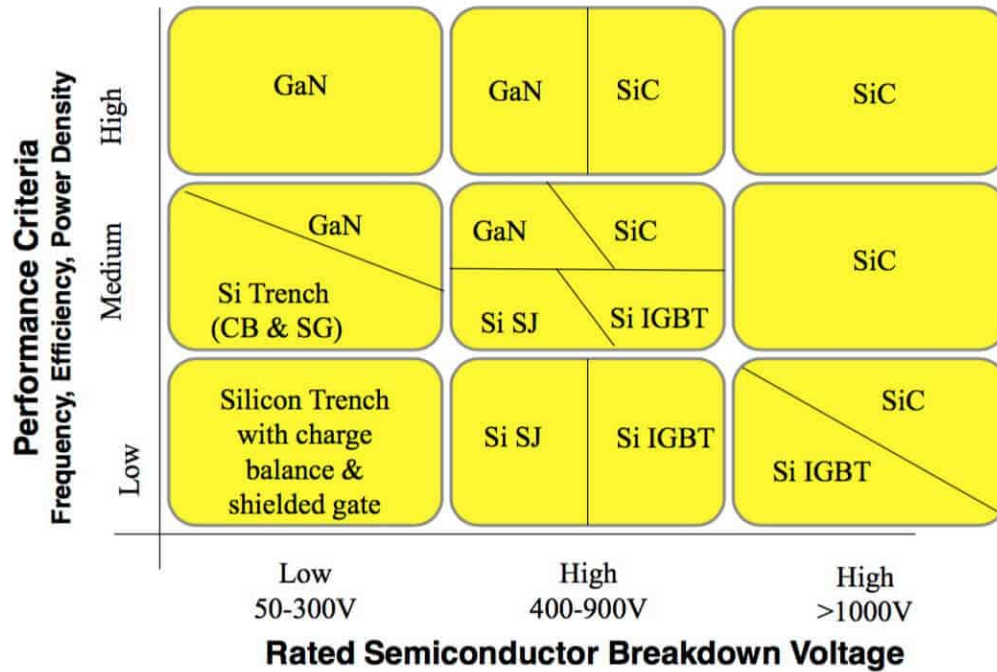 Performance Criteria
Frequency, Efficiency, Power Density
High
Medium
Low
GaN
GaN
SiC
SiC
GaN
Si Trench
(CB & SG)
GaN
SiC
Si SJ
Si IGBT
SiC
Silicon Trench
with charge
balance &
shielded gate
Si SJ
Si IGBT
SiC
Si IGBT
Low
50-300V
High
400-900V
High
>1000V
Rated Semiconductor Breakdown Voltage